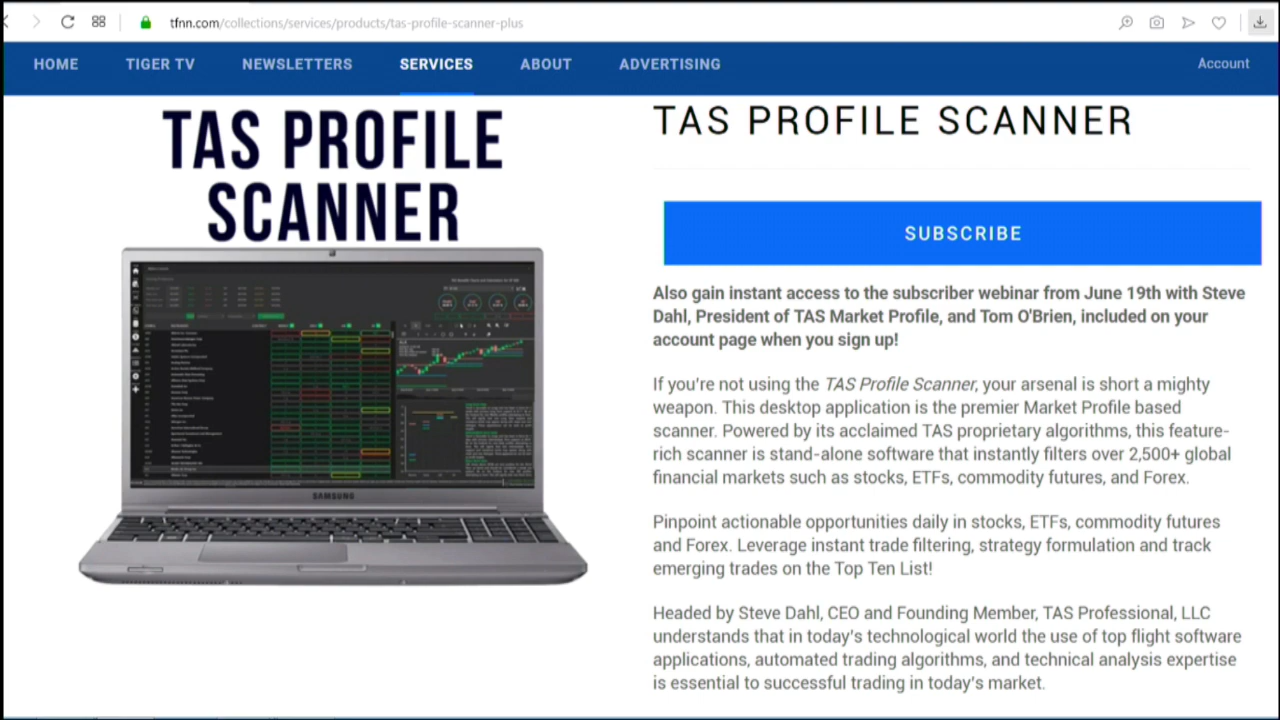 tfnn.com/collections/services/products/tas-profile-scanner-plus
HOME TIGER TV NEWSLETTERS SERVICES ABOUT ADVERTISING Account
TAS PROFILE
SCANNER
SAMSUNG
TAS PROFILE SCANNER
SUBSCRIBE
Also gain instant access to the subscriber webinar from June 19th with Steve
Dahl, President of TAS Market Profile, and Tom O'Brien, included on your
account page when you sign up!
If you're not using the TAS Profile Scanner, your arsenal is short a mighty
weapon. This desktop application is the premier Market Profile based
scanner. Powered by its acclaimed TAS proprietary algorithms, this feature-
rich scanner is stand-alone software that instantly filters over 2,500+ global
financial markets such as stocks, ETFs, commodity futures, and Forex.
Pinpoint actionable opportunities daily in stocks, ETFs, commodity futures
and Forex. Leverage instant trade filtering, strategy formulation and track
emerging trades on the Top Ten List!
Headed by Steve Dahl, CEO and Founding Member, TAS Professional, LLC
understands that in today's technological world the use of top flight software
applications, automated trading algorithms, and technical analysis expertise
is essential to successful trading in today's market.